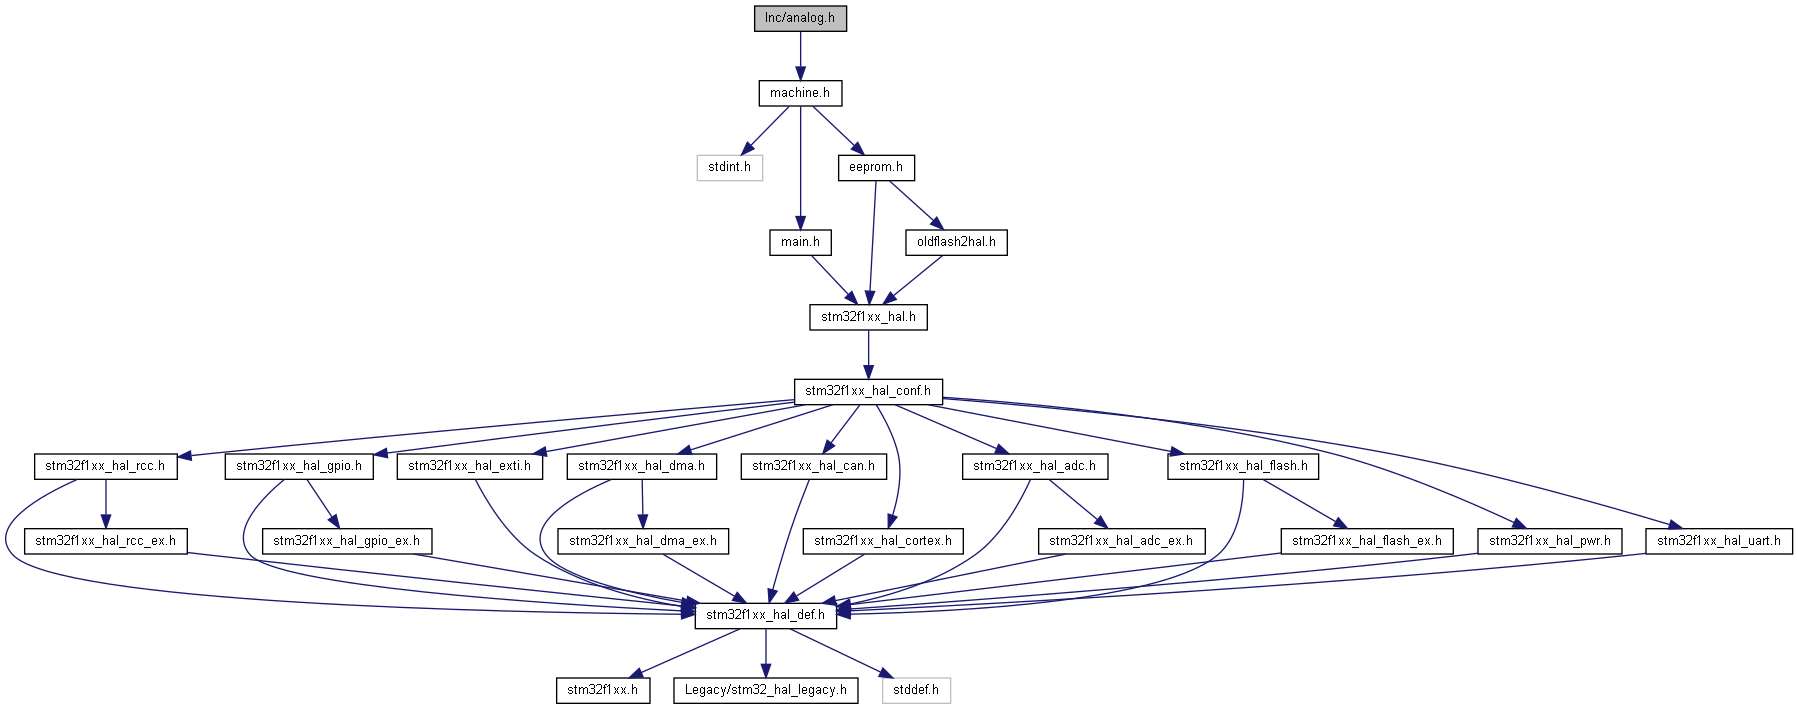 Inc/analog.h
machine.h
stdint.h
eeprom.h
main.h
oldflash2hal.h
stm32f1xx_hal.h
stm32f1xx_hal_conf.h
stm32f1xx_hal_rcc.h
stm32f1xx_hal_gpio.h
stm32f1xx_hal_exti.h
stm32f1xx_hal_dma.h
stm32f1xx_hal_can.h
stm32f1xx_hal_adc.h
stm32f1xx_hal_flash.h
stm32f1xx_hal_rcc_ex.h
stm32f1xx_hal_gpio_ex.h
stm32f1xx_hal_dma_ex.h
stm32f1xx_hal_cortex.h
stm32f1xx_hal_adc_ex.h
stm32f1xx_hal_flash_ex.h
stm32f1xx_hal_pwr.h
stm32f1xx_hal_uart.h
stm32f1xx_hal_def.h
stm32f1xx.h
Legacy/stm32_hal_legacy.h
stddef.h